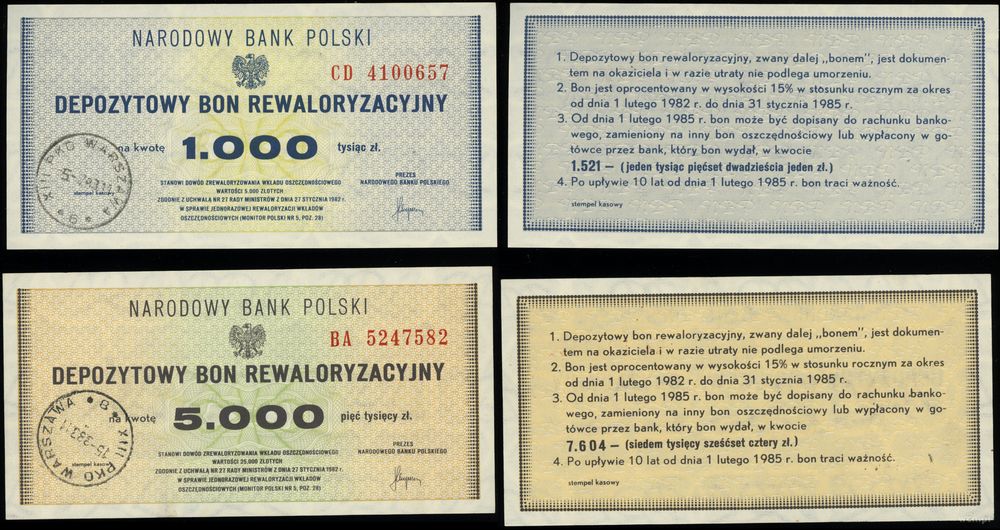 NARODOWY BANK POLSKI
CD 4100657
DEPOZYTOWY BON REWALORYZACYJNY
na kwotę 1.000 tysiąc zł.
XII PKO WARSZAWA
9
stempel kasowy
STANOWI DOWÓD ZREWALORYZOWANIA WKŁADU OSZCZĘDNOŚCIOWEGO
WARTOŚCI 5.000 ZŁOTYCH
ZGODNIE Z UCHWAŁĄ NR 27 RADY MINISTRÓW Z DNIA 27 STYCZNIA 1982 r.
W SPRAWIE JEDNORAZOWEJ REWALORYZACJI WKŁADÓW
OSZCZĘDNOŚCIOWYCH (MONITOR POLSKI NR 5, POZ. 28)
PREZES
NARODOWEGO BANKU POLSKIEGO
1. Depozytowy bon rewaloryzacyjny, zwany dalej „bonem”, jest dokumen-
tem na okaziciela i w razie utraty nie podlega umorzeniu.
2. Bon jest oprocentowany w wysokości 15% w stosunku rocznym za okres
od dnia 1 lutego 1982 r. do dnia 31 stycznia 1985 r.
3. Od dnia 1 lutego 1985 r. bon może być dopisany do rachunku banko-
wego, zamieniony na inny bon oszczędnościowy lub wypłacony w go-
tówce przez bank, który bon wydał, w kwocie
1.521 – (jeden tysiąc pięćset dwadzieścia jeden zł.)
4. Po upływie 10 lat od dnia 1 lutego 1985 r. bon traci ważność.
stempel kasowy
NARODOWY BANK POLSKI
BA 5247582
DEPOZYTOWY BON REWALORYZACYJNY
na kwotę 5.000 pięć tysięcy zł.
XIII PKO WARSZAWA
8
stempel kasowy
STANOWI DOWÓD ZREWALORYZOWANIA WKŁADU OSZCZĘDNOŚCIOWEGO
WARTOŚCI 25.000 ZŁOTYCH
ZGODNIE Z UCHWAŁĄ NR 27 RADY MINISTRÓW Z DNIA 27 STYCZNIA 1982 r.
W SPRAWIE JEDNORAZOWEJ REWALORYZACJI WKŁADÓW
OSZCZĘDNOŚCIOWYCH (MONITOR POLSKI NR 5, POZ. 28)
PREZES
NARODOWEGO BANKU POLSKIEGO
1. Depozytowy bon rewaloryzacyjny, zwany dalej „bonem”, jest dokumen-
tem na okaziciela i w razie utraty nie podlega umorzeniu.
2. Bon jest oprocentowany w wysokości 15% w stosunku rocznym za okres
od dnia 1 lutego 1982 r. do dnia 31 stycznia 1985 r.
3. Od dnia 1 lutego 1985 r. bon może być dopisany do rachunku banko-
wego, zamieniony na inny bon oszczędnościowy lub wypłacony w go-
tówce przez bank, który bon wydał, w kwocie
7.604 – (siedem tysięcy sześćset cztery zł.)
4. Po upływie 10 lat od dnia 1 lutego 1985 r. bon traci ważność.
stempel kasowy